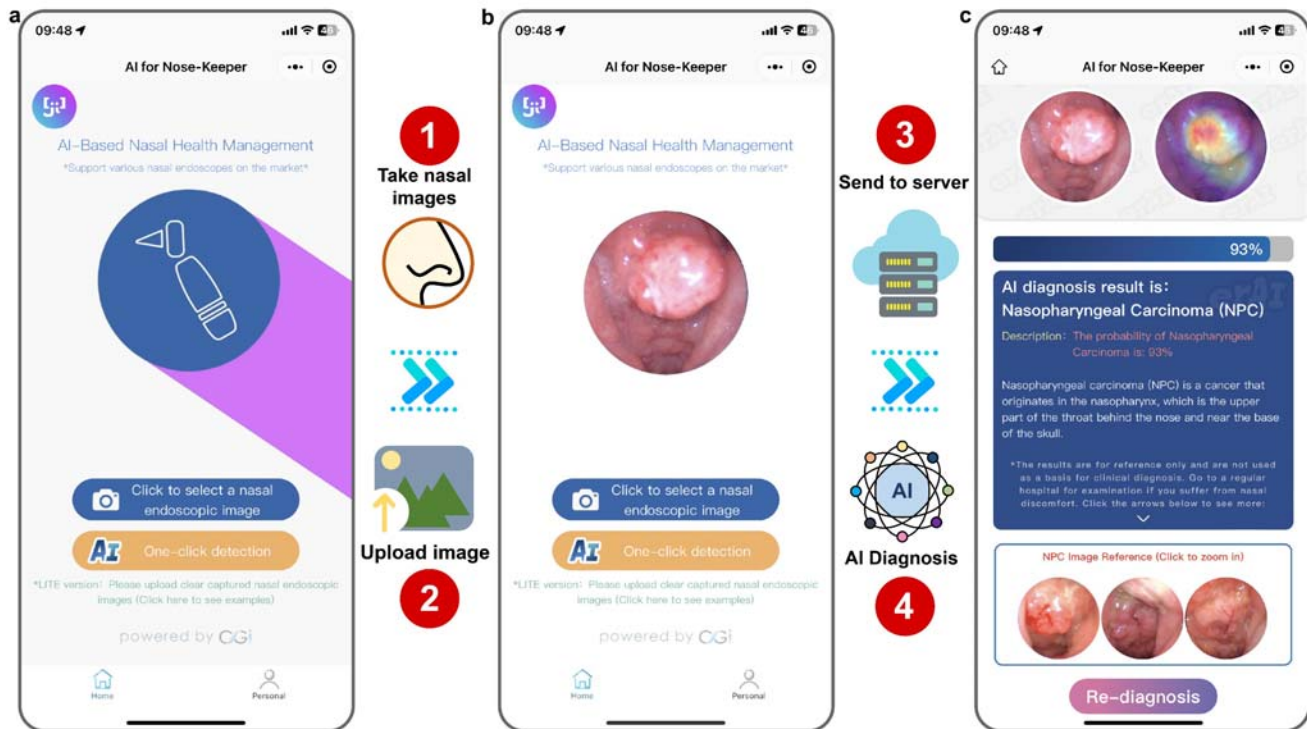 a
09:48
AI for Nose-Keeper
AI-Based Nasal Health Management
*Support various nasal endoscopes on the market*
Click to select a nasal
endoscopic image
AI
One-click detection
*LITE version: Please upload clear captured nasal endoscopic
images (Click here to see examples)
powered by
Home
Personal
1
Take nasal
images
Upload image
2
b
09:48
AI for Nose-Keeper
AI-Based Nasal Health Management
*Support various nasal endoscopes on the market*
Click to select a nasal
endoscopic image
AI
One-click detection
*LITE version: Please upload clear captured nasal endoscopic
images (Click here to see examples)
powered by
Home
Personal
3
Send to server
AI
AI Diagnosis
4
c
09:48
AI for Nose-Keeper
93%
AI diagnosis result is:
Nasopharyngeal Carcinoma (NPC)
Description: The probability of Nasopharyngeal
Carcinoma is: 93%
Nasopharyngeal carcinoma (NPC) is a cancer that
originates in the nasopharynx, which is the upper
part of the throat behind the nose and near the base
of the skull.
*The results are for reference only and are not used
as a basis for clinical diagnosis. Go to a regular
hospital for examination if you suffer from nasal
discomfort. Click the arrows below to see more:
NPC Image Reference (Click to zoom in)
Re-diagnosis